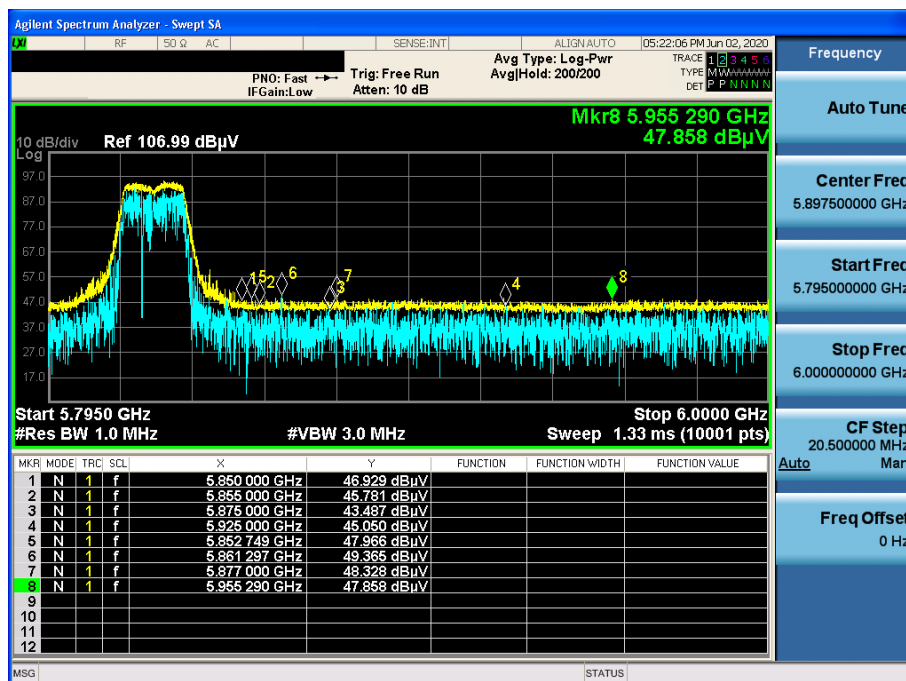 Agilent Spectrum Analyzer - Swept SA
LXI RF 50 Ω AC SENSE:INT ALIGN AUTO 05:22:06 PM Jun 02, 2020
PNO: Fast Trig: Free Run Avg Type: Log-Pwr TRACE 1 2 3 4 5 6
IFGain:Low Atten: 10 dB Avg|Hold: 200/200 TYPE M W
DET P P N N N N
Mkr8 5.955 290 GHz
47.858 dBµV
10 dB/div Ref 106.99 dBµV
Log
97.0
87.0
77.0
67.0
57.0
47.0
37.0
27.0
17.0
1 5 2 6 3 7 4 8
Start 5.7950 GHz Stop 6.0000 GHz
#Res BW 1.0 MHz #VBW 3.0 MHz Sweep 1.33 ms (10001 pts)
MKR MODE TRC SCL X Y FUNCTION FUNCTION WIDTH FUNCTION VALUE
1 N 1 f 5.850 000 GHz 46.929 dBµV
2 N 1 f 5.855 000 GHz 45.781 dBµV
3 N 1 f 5.875 000 GHz 43.487 dBµV
4 N 1 f 5.925 000 GHz 45.050 dBµV
5 N 1 f 5.852 749 GHz 47.966 dBµV
6 N 1 f 5.861 297 GHz 49.365 dBµV
7 N 1 f 5.877 000 GHz 48.328 dBµV
8 N 1 f 5.955 290 GHz 47.858 dBµV
9
10
11
12
MSG STATUS
Frequency
Auto Tune
Center Freq
5.897500000 GHz
Start Freq
5.795000000 GHz
Stop Freq
6.000000000 GHz
CF Step
20.500000 MHz
Auto Man
Freq Offset
0 Hz